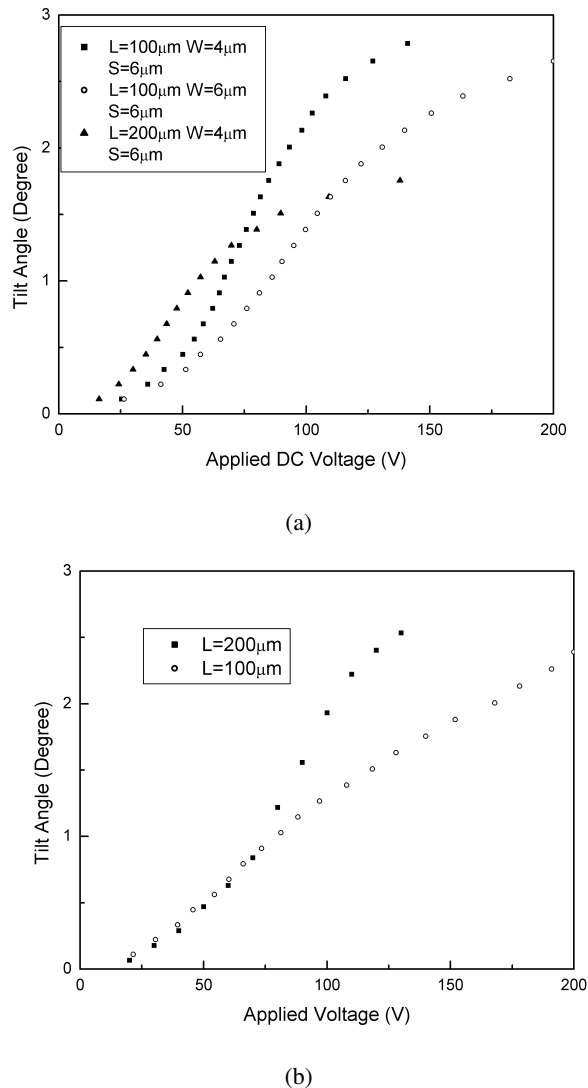 3
L=100μm W=4μm
S=6μm
L=100μm W=6μm
S=6μm
L=200μm W=4μm
S=6μm
2
1
0
Tilt Angle (Degree)
0 50 100 150 200
Applied DC Voltage (V)
(a)
3
L=200μm
L=100μm
2
1
0
Tilt Angle (Degree)
0 50 100 150 200
Applied Voltage (V)
(b)